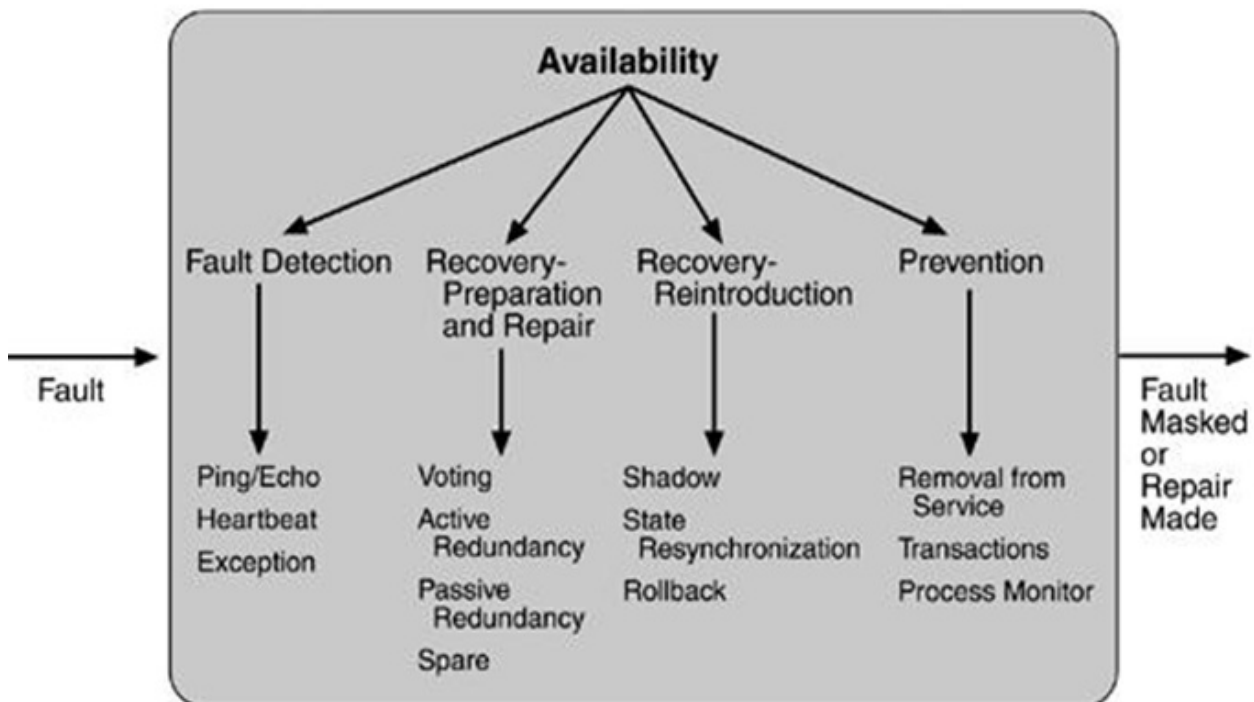 Availability
Fault Detection
Recovery-
Preparation
and Repair
Recovery-
Reintroduction
Prevention
Fault
Fault
Masked
or
Repair
Made
Ping/Echo
Heartbeat
Exception
Voting
Active
Redundancy
Passive
Redundancy
Spare
Shadow
State
Resynchronization
Rollback
Removal from
Service
Transactions
Process Monitor